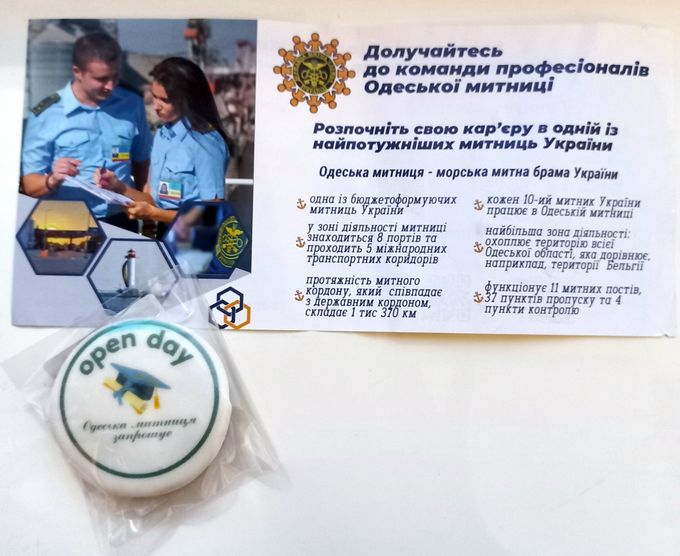 Долучайтесь
до команди професіоналів
Одеської митниці
Розпочніть свою кар’єру в одній із
найпотужніших митниць України
Одеська митниця - морська митна брама України
одна із бюджетоформуючих
митниць України
у зоні діяльності митниці
знаходиться 8 портів та
проходить 5 міжнародних
транспортних коридорів
протяжність митного
кордону, який співпадає
з державним кордоном,
складає 1 тис 370 км
кожен 10-ий митник України
працює в Одеській митниці
найбільша зона діяльності:
охоплює територію всієї
Одеської області, яка дорівнює,
наприклад, території Бельгії
функціонує 11 митних постів,
37 пунктів пропуску та 4
пункти контролю
open day
Одеська митниця
запрошує